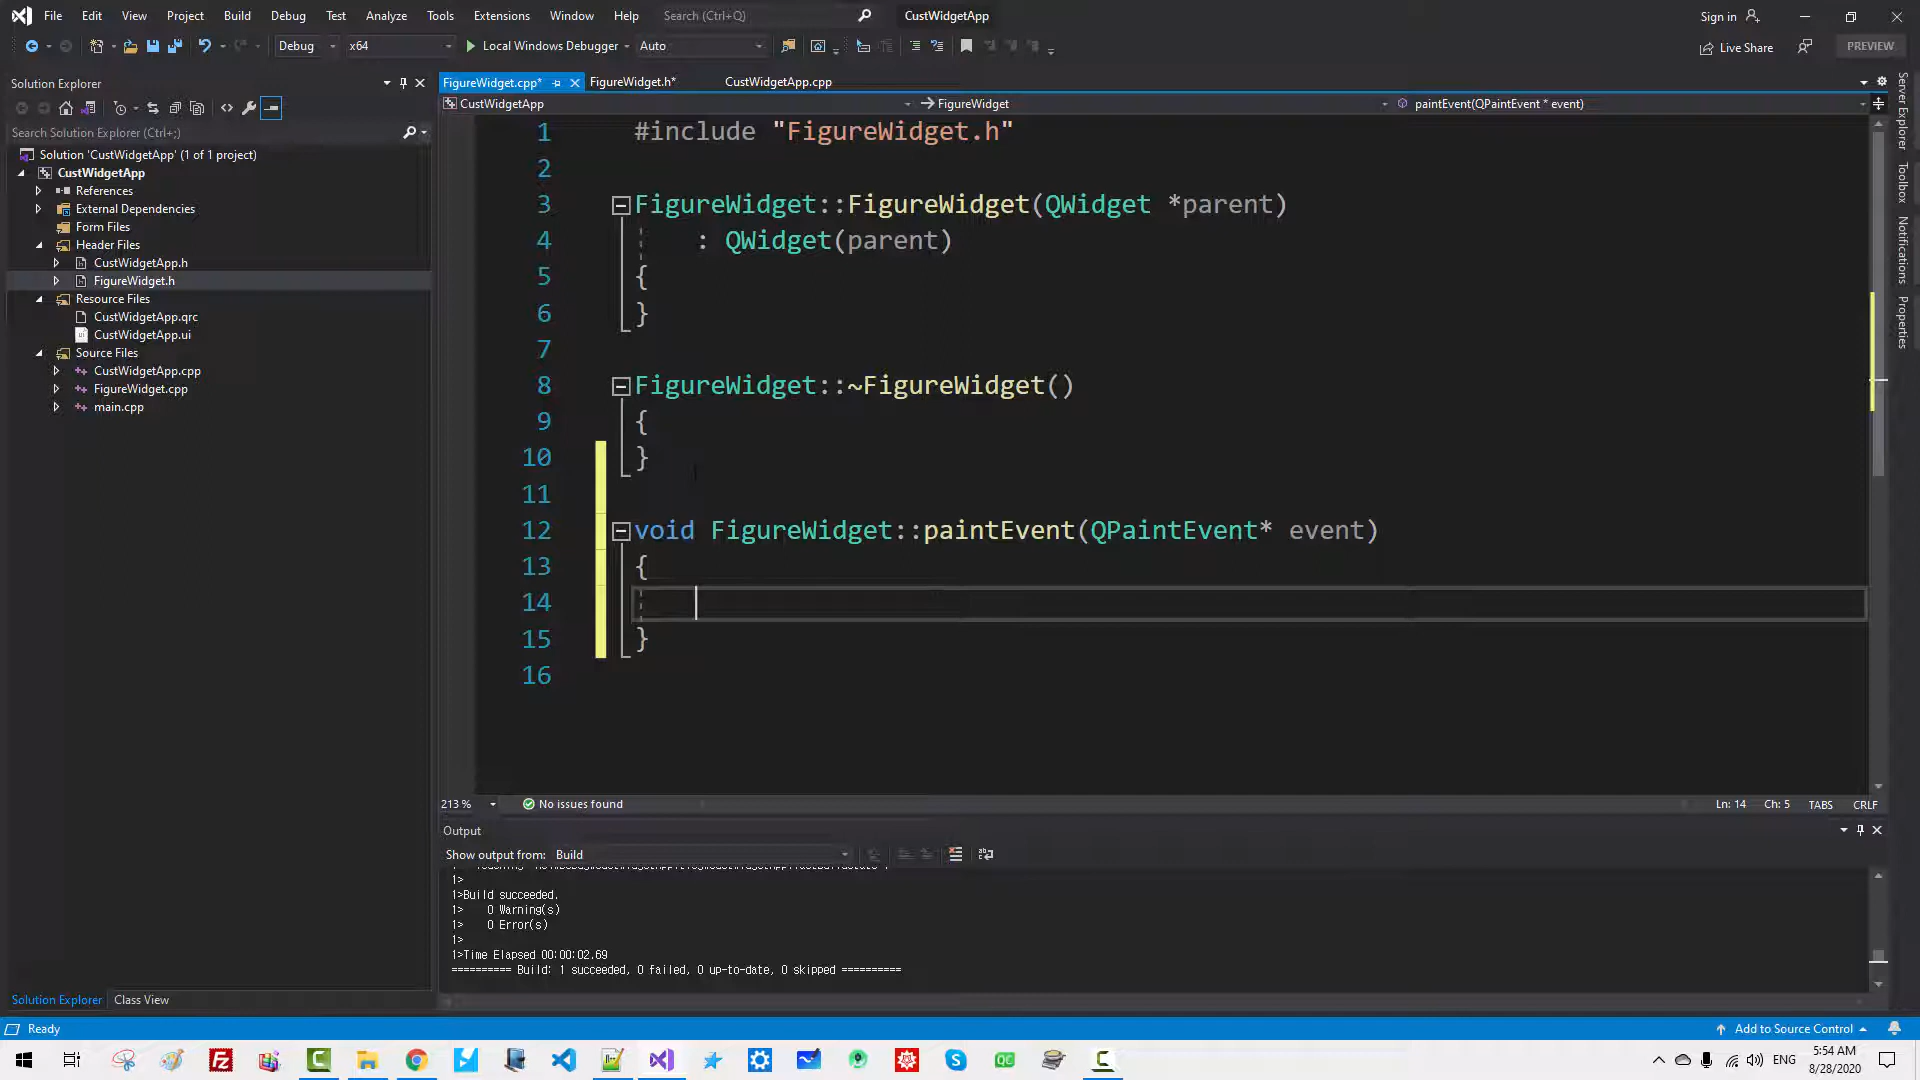 File Edit View Project Build Debug Test Analyze Tools Extensions Window Help Search (Ctrl+Q) CustWidgetApp Sign in
Debug x64 Local Windows Debugger Auto Live Share PREVIEW
Solution Explorer
Search Solution Explorer (Ctrl+;)
Solution 'CustWidgetApp' (1 of 1 project)
CustWidgetApp
References
External Dependencies
Form Files
Header Files
CustWidgetApp.h
FigureWidget.h
Resource Files
CustWidgetApp.qrc
CustWidgetApp.ui
Source Files
CustWidgetApp.cpp
FigureWidget.cpp
main.cpp
Solution Explorer Class View
FigureWidget.cpp* FigureWidget.h* CustWidgetApp.cpp
CustWidgetApp FigureWidget paintEvent(QPaintEvent * event)
1 #include "FigureWidget.h"
2
3 FigureWidget::FigureWidget(QWidget *parent)
4 : QWidget(parent)
5 {
6 }
7
8 FigureWidget::~FigureWidget()
9 {
10 }
11
12 void FigureWidget::paintEvent(QPaintEvent* event)
13 {
14
15 }
16
213 % No issues found Ln: 14 Ch: 5 TABS CRLF
Output
Show output from: Build
1>
1>Build succeeded.
1> 0 Warning(s)
1> 0 Error(s)
1>
1>Time Elapsed 00:00:02.69
========== Build: 1 succeeded, 0 failed, 0 up-to-date, 0 skipped ==========
Server Explorer
Toolbox
Notifications
Properties
Ready Add to Source Control
ENG 5:54 AM
8/28/2020